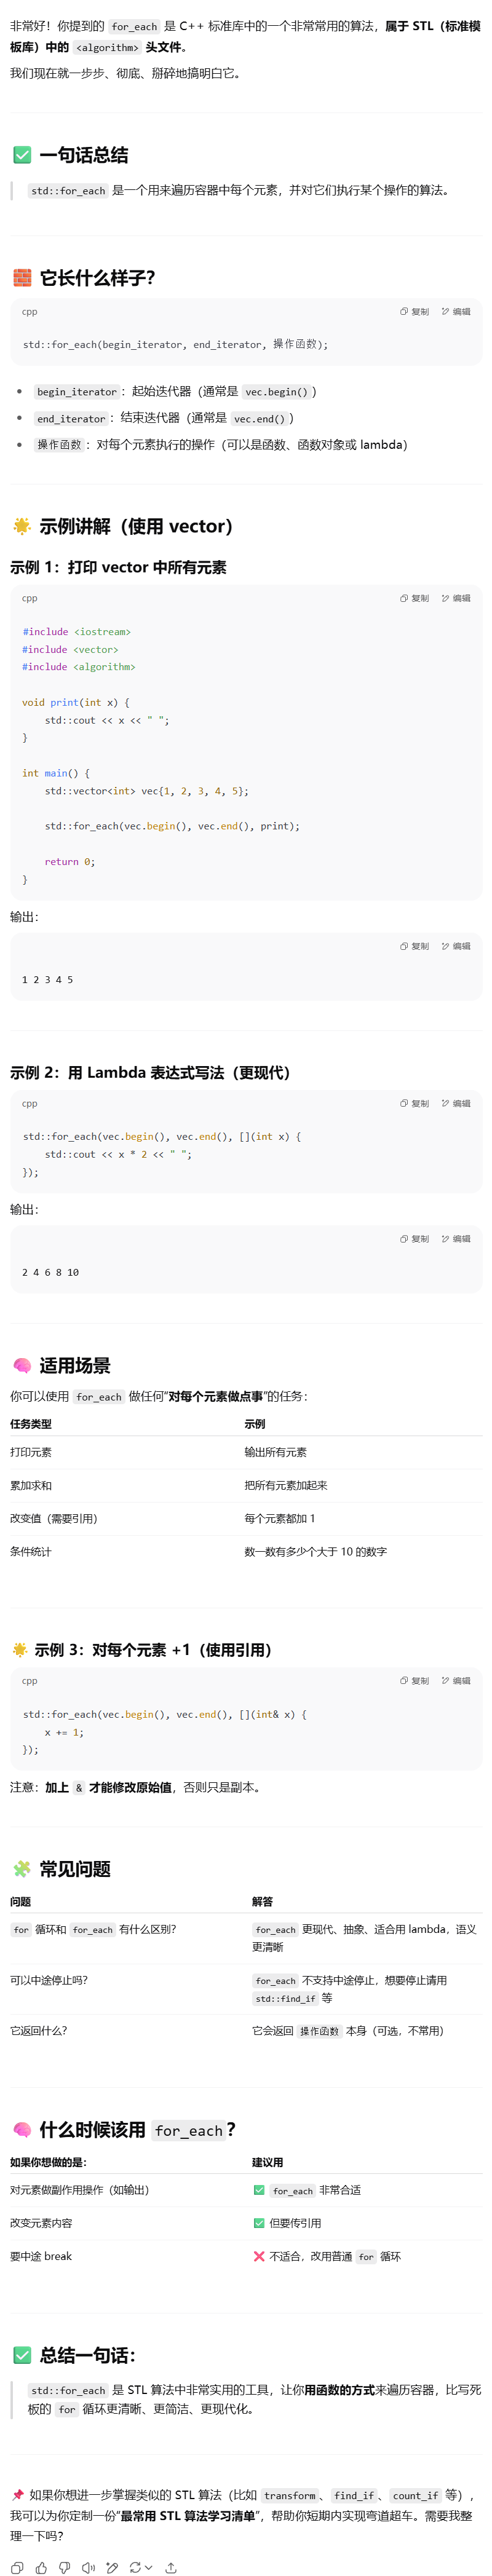 非常好！你提到的 for_each 是 C++ 标准库中的一个非常常用的算法，属于 STL（标准模
板库）中的 <algorithm> 头文件。
我们现在就一步步、彻底、掰碎地搞明白它。
✅ 一句话总结
std::for_each 是一个用来遍历容器中每个元素，并对它们执行某个操作的算法。
🧱 它长什么样子？
cpp 复制 编辑
std::for_each(begin_iterator, end_iterator, 操作函数);
• begin_iterator：起始迭代器（通常是 vec.begin()）
• end_iterator：结束迭代器（通常是 vec.end()）
• 操作函数：对每个元素执行的操作（可以是函数、函数对象或 lambda）
🌟 示例讲解（使用 vector）
示例 1：打印 vector 中所有元素
cpp 复制 编辑
#include <iostream>
#include <vector>
#include <algorithm>
void print(int x) {
    std::cout << x << " ";
}
int main() {
    std::vector<int> vec{1, 2, 3, 4, 5};
    std::for_each(vec.begin(), vec.end(), print);
    return 0;
}
输出：
复制 编辑
1 2 3 4 5
示例 2：用 Lambda 表达式写法（更现代）
cpp 复制 编辑
std::for_each(vec.begin(), vec.end(), [](int x) {
    std::cout << x * 2 << " ";
});
输出：
复制 编辑
2 4 6 8 10
🧠 适用场景
你可以使用 for_each 做任何“对每个元素做点事”的任务：
任务类型 示例
打印元素 输出所有元素
累加求和 把所有元素加起来
改变值（需要引用） 每个元素都加 1
条件统计 数一数有多少个大于 10 的数字
🌟 示例 3：对每个元素 +1（使用引用）
cpp 复制 编辑
std::for_each(vec.begin(), vec.end(), [](int& x) {
    x += 1;
});
注意：加上 & 才能修改原始值，否则只是副本。
🧩 常见问题
问题 解答
for 循环和 for_each 有什么区别？ for_each 更现代、抽象、适合用 lambda，语义
更清晰
可以中途停止吗？ for_each 不支持中途停止，想要停止请用
std::find_if 等
它返回什么？ 它会返回 操作函数 本身（可选，不常用）
🧠 什么时候该用 for_each？
如果你想做的是： 建议用
对元素做副作用操作（如输出） ✅ for_each 非常合适
改变元素内容 ✅ 但要传引用
要中途 break ❌ 不适合，改用普通 for 循环
✅ 总结一句话：
std::for_each 是 STL 算法中非常实用的工具，让你用函数的方式来遍历容器，比写死
板的 for 循环更清晰、更简洁、更现代化。
📌 如果你想进一步掌握类似的 STL 算法（比如 transform、find_if、count_if 等），
我可以为你定制一份“最常用 STL 算法学习清单”，帮助你短期内实现弯道超车。需要我整
理一下吗？